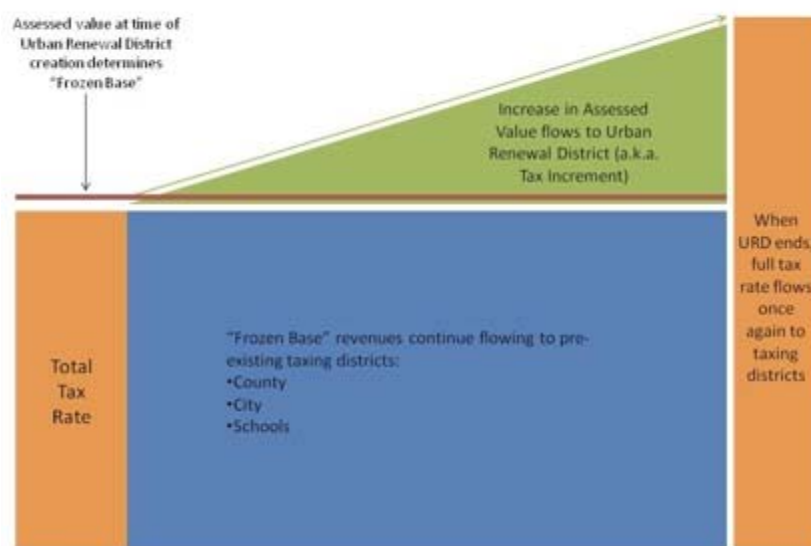 Assessed value at time of
Urban Renewal District
creation determines
"Frozen Base"
Increase in Assessed
Value flows to Urban
Renewal District (a.k.a.
Tax Increment)
Total
Tax
Rate
"Frozen Base" revenues continue flowing to pre-
existing taxing districts:
•County
•City
•Schools
When
URD ends,
full tax
rate flows
once
again to
taxing
districts